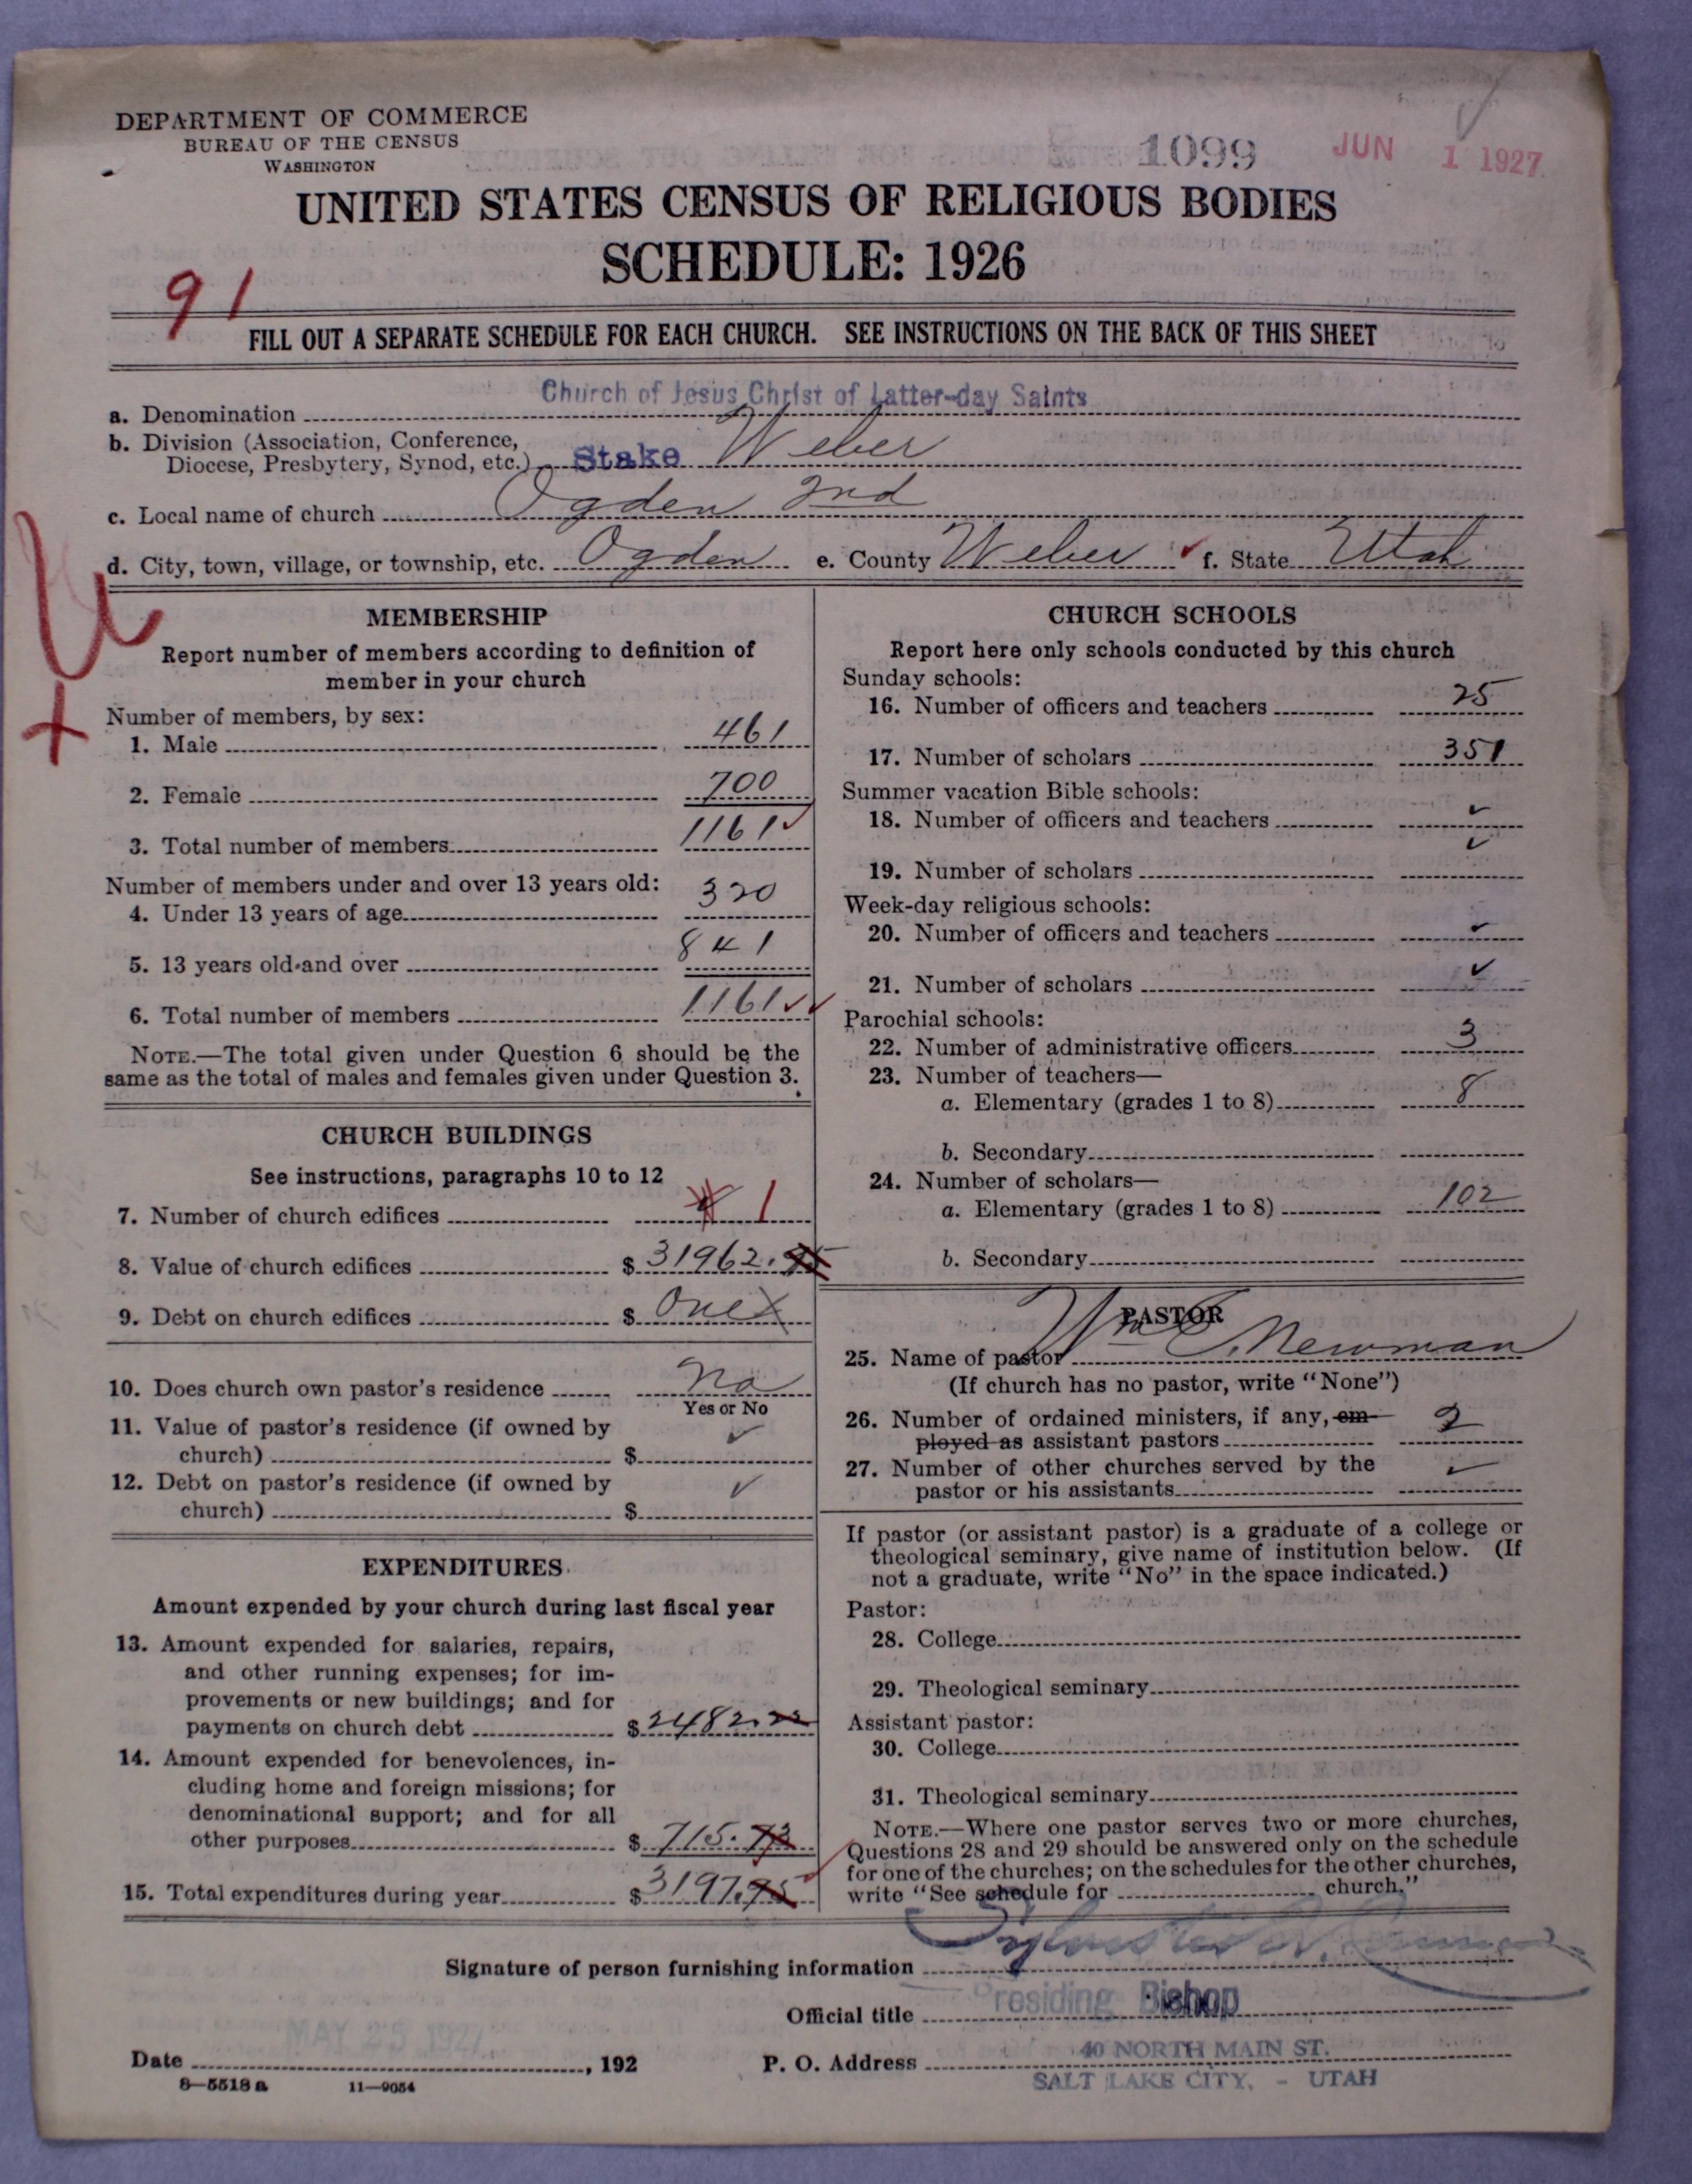 DEPARTMENT OF COMMERCE
BUREAU OF THE CENSUS
WASHINGTON
1099
JUN 1 1927
UNITED STATES CENSUS OF RELIGIOUS BODIES
SCHEDULE: 1926
91
FILL OUT A SEPARATE SCHEDULE FOR EACH CHURCH. SEE INSTRUCTIONS ON THE BACK OF THIS SHEET
a. Denomination Church of Jesus Christ of Latter-day Saints
b. Division (Association, Conference,
Diocese, Presbytery, Synod, etc.) Stake Weber
c. Local name of church Ogden 2nd
d. City, town, village, or township, etc. Ogden e. County Weber f. State Utah
MEMBERSHIP
Report number of members according to definition of
member in your church
Number of members, by sex:
1. Male 461
2. Female 700
3. Total number of members 1161 ✓
Number of members under and over 13 years old:
4. Under 13 years of age 320
5. 13 years old and over 841
6. Total number of members 1161 ✓✓
NOTE.—The total given under Question 6 should be the
same as the total of males and females given under Question 3.
CHURCH BUILDINGS
See instructions, paragraphs 10 to 12
7. Number of church edifices 1
8. Value of church edifices $ 31962.95
9. Debt on church edifices $ One
10. Does church own pastor's residence No
Yes or No
11. Value of pastor's residence (if owned by
church) $ ✓
12. Debt on pastor's residence (if owned by
church) $ ✓
EXPENDITURES
Amount expended by your church during last fiscal year
13. Amount expended for salaries, repairs,
and other running expenses; for im-
provements or new buildings; and for
payments on church debt $ 2482.22
14. Amount expended for benevolences, in-
cluding home and foreign missions; for
denominational support; and for all
other purposes $ 715.73
15. Total expenditures during year $ 3197.95
CHURCH SCHOOLS
Report here only schools conducted by this church
Sunday schools:
16. Number of officers and teachers 25
17. Number of scholars 351
Summer vacation Bible schools:
18. Number of officers and teachers ✓
19. Number of scholars ✓
Week-day religious schools:
20. Number of officers and teachers ✓
21. Number of scholars ✓
Parochial schools:
22. Number of administrative officers 3
23. Number of teachers—
a. Elementary (grades 1 to 8) 8
b. Secondary
24. Number of scholars—
a. Elementary (grades 1 to 8) 102
b. Secondary
PASTOR
25. Name of pastor Wm Newman
(If church has no pastor, write "None")
26. Number of ordained ministers, if any, em-
ployed as assistant pastors 2
27. Number of other churches served by the
pastor or his assistants ✓
If pastor (or assistant pastor) is a graduate of a college or
theological seminary, give name of institution below. (If
not a graduate, write "No" in the space indicated.)
Pastor:
28. College
29. Theological seminary
Assistant pastor:
30. College
31. Theological seminary
NOTE.—Where one pastor serves two or more churches,
Questions 28 and 29 should be answered only on the schedule
for one of the churches; on the schedules for the other churches,
write "See schedule for church."
Signature of person furnishing information
Official title Presiding Bishop
MAY 25 1927
Date , 192
P. O. Address 40 NORTH MAIN ST.
SALT LAKE CITY, - UTAH
8—5518 a 11—9054